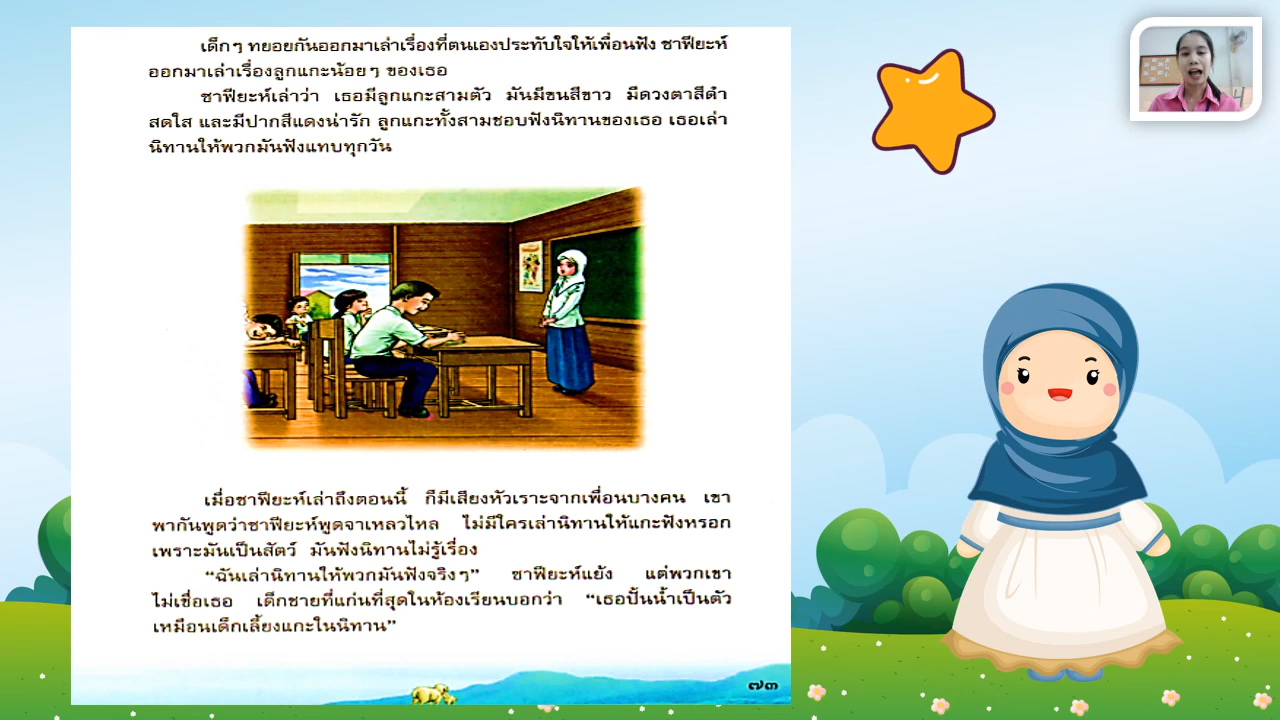 เด็กๆ ทยอยกันออกมาเล่าเรื่องที่ตนเองประทับใจให้เพื่อนฟัง ซาฟียะห์
ออกมาเล่าเรื่องลูกแกะน้อยๆ ของเธอ
ซาฟียะห์เล่าว่า เธอมีลูกแกะสามตัว มันมีขนสีขาว มีดวงตาสีดำ
สดใส และมีปากสีแดงน่ารัก ลูกแกะทั้งสามชอบฟังนิทานของเธอ เธอเล่า
นิทานให้พวกมันฟังแทบทุกวัน
เมื่อซาฟียะห์เล่าถึงตอนนี้ ก็มีเสียงหัวเราะจากเพื่อนบางคน เขา
พากันพูดว่าซาฟียะห์พูดจาเหลวไหล ไม่มีใครเล่านิทานให้แกะฟังหรอก
เพราะมันเป็นสัตว์ มันฟังนิทานไม่รู้เรื่อง
“ฉันเล่านิทานให้พวกมันฟังจริงๆ” ซาฟียะห์แย้ง แต่พวกเขา
ไม่เชื่อเธอ เด็กชายที่แก่นที่สุดในห้องเรียนบอกว่า “เธอปั้นน้ำเป็นตัว
เหมือนเด็กเลี้ยงแกะในนิทาน”
๗๓